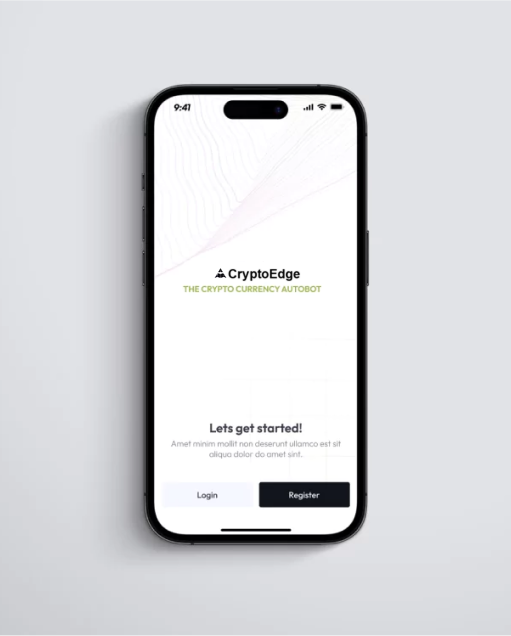 9:41
CryptoEdge
THE CRYPTO CURRENCY AUTOBOT
Lets get started!
Amet minim mollit non deserunt ullamco est sit
aliqua dolor do amet sint.
Login
Register